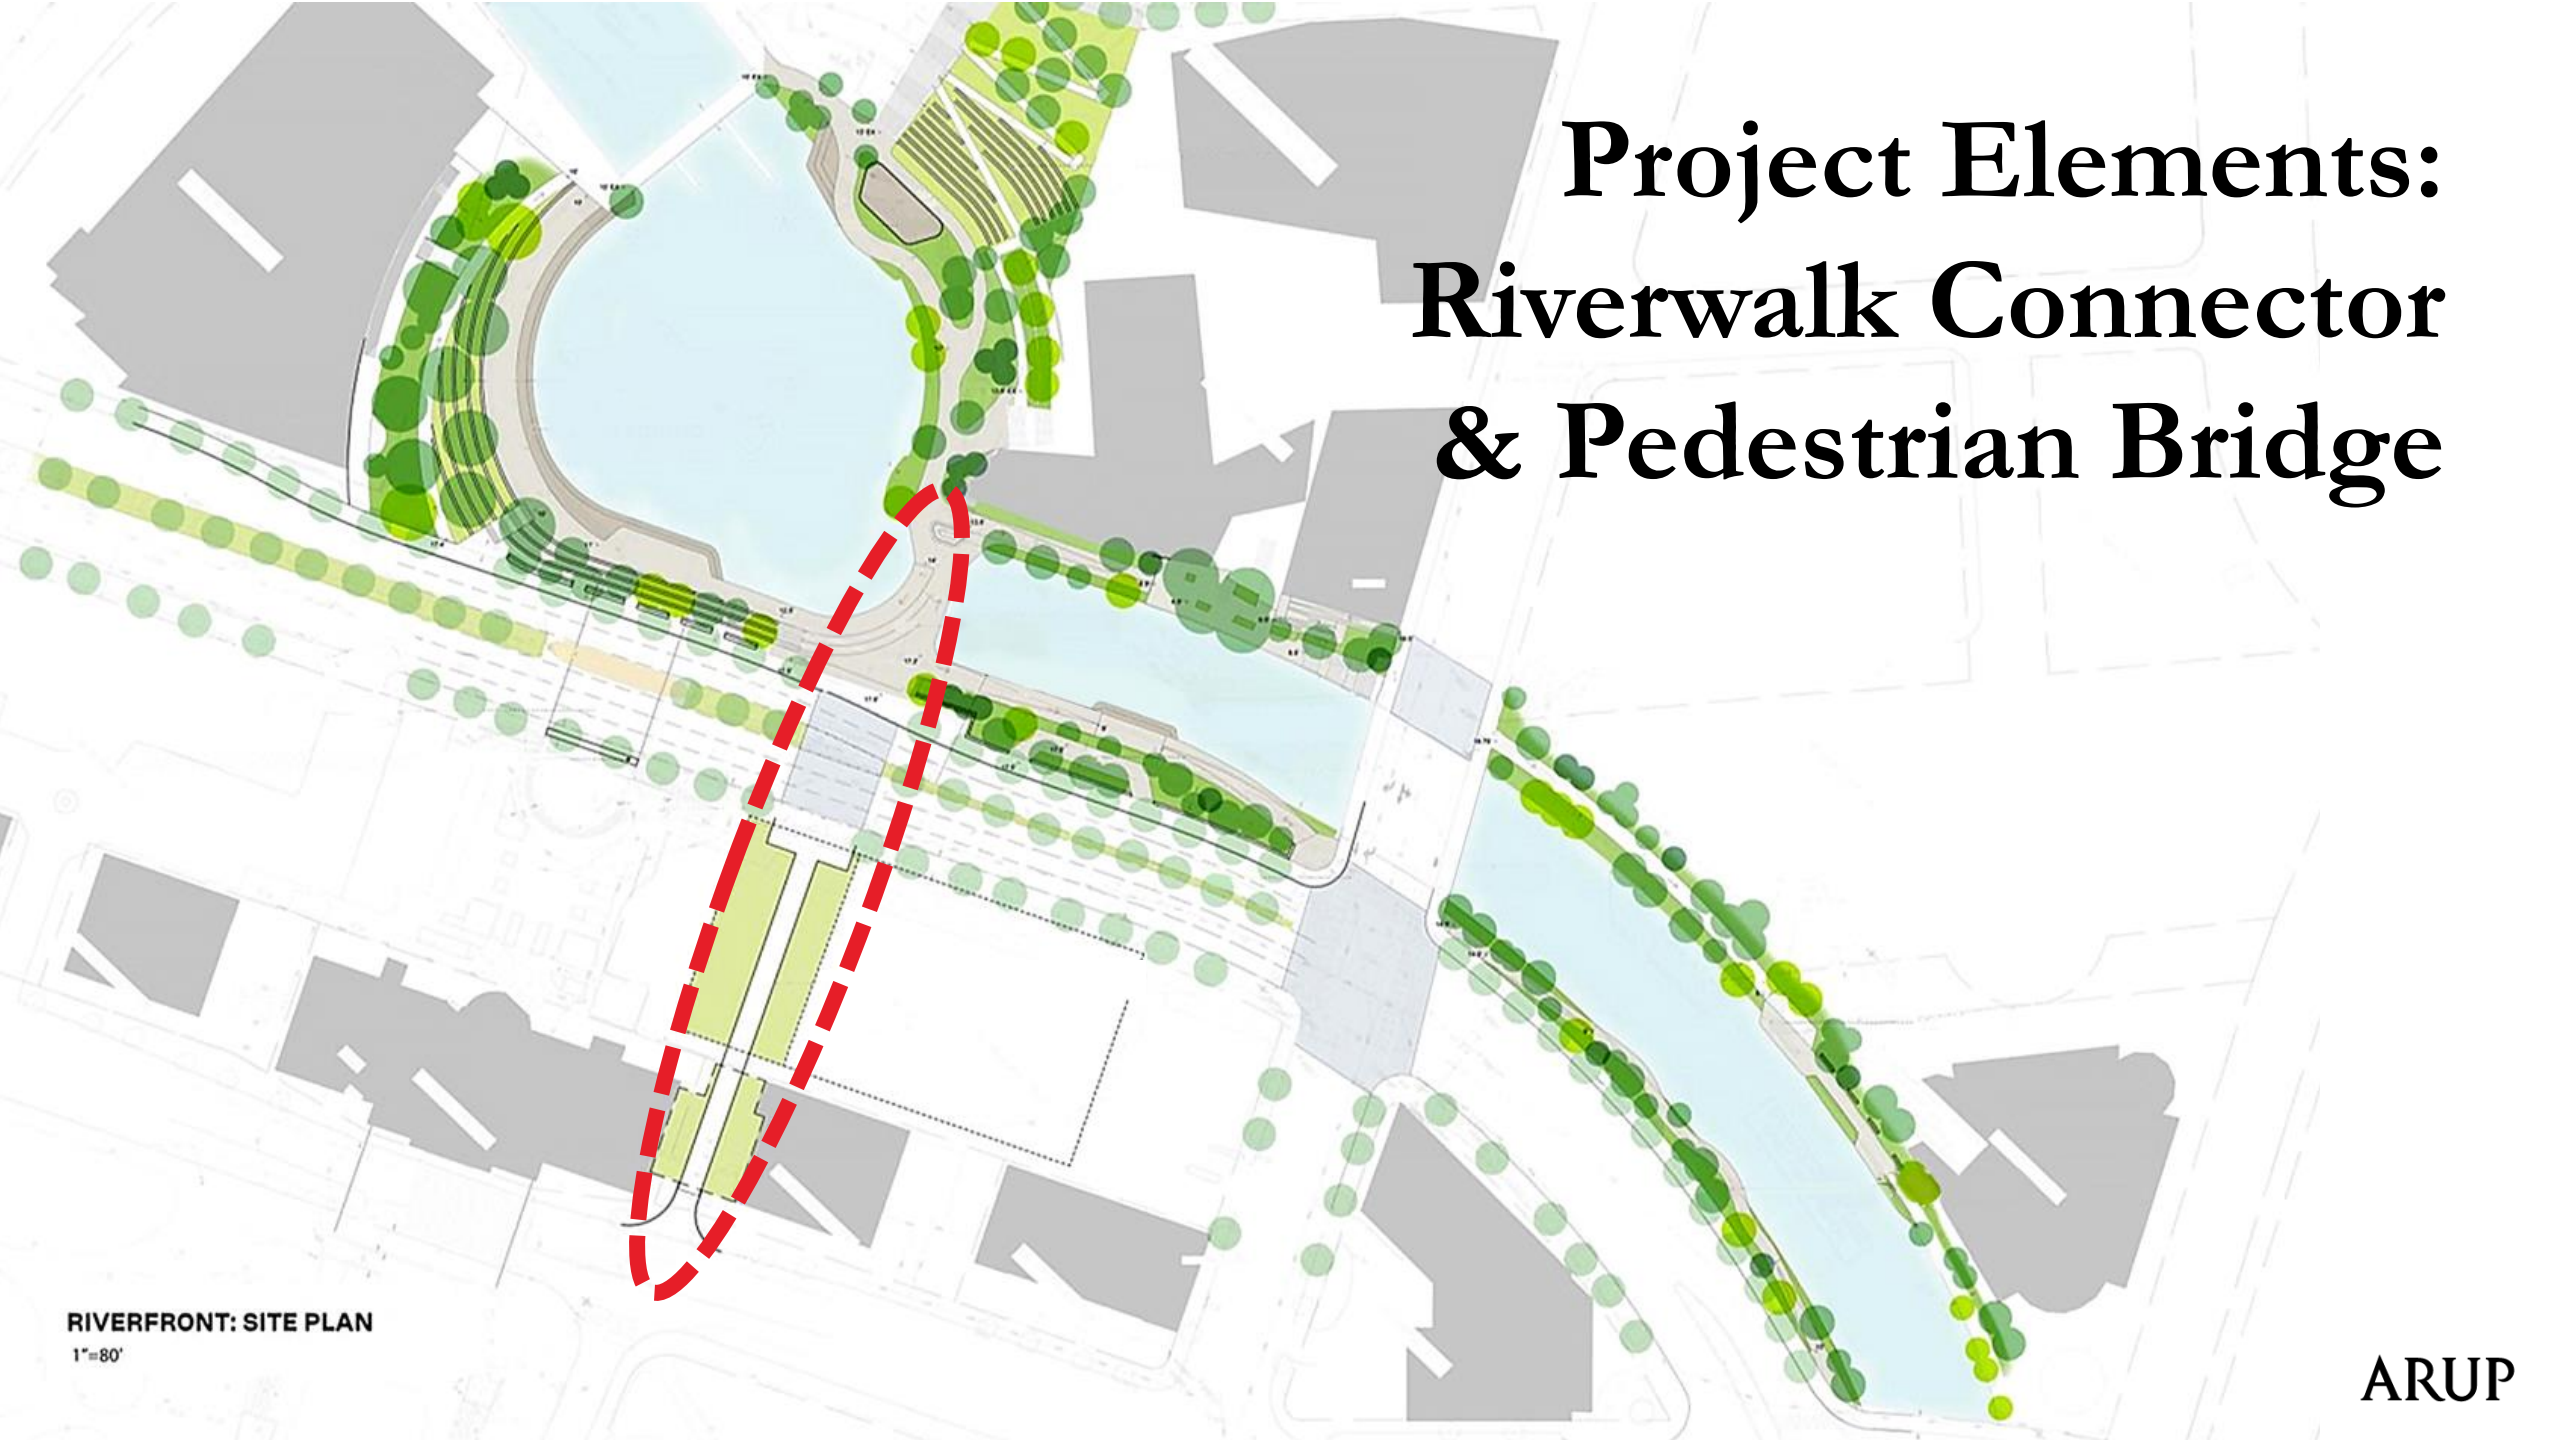 Project Elements:
Riverwalk Connector
& Pedestrian Bridge
RIVERFRONT: SITE PLAN
1"=80'
ARUP